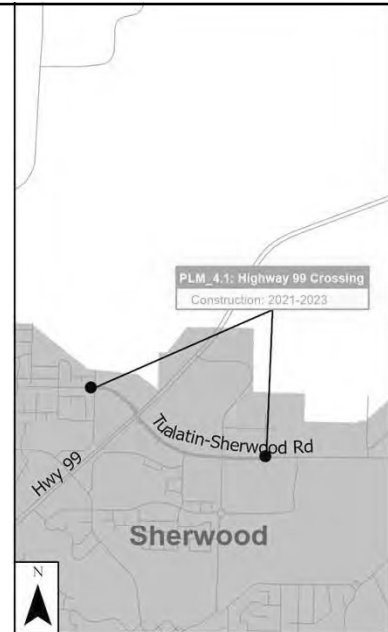 PLM_4.1: Highway 99 Crossing
Construction: 2021-2023
Tualatin-Sherwood Rd
Hwy 99
Sherwood
N